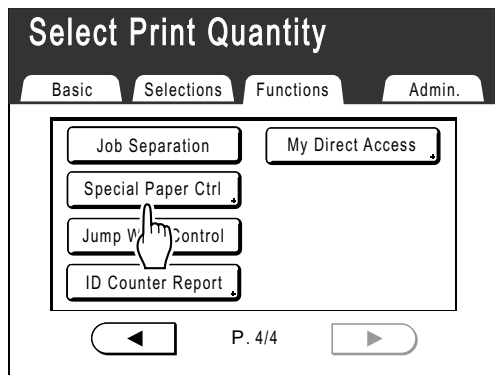 Select Print Quantity
Basic Selections Functions Admin.
Job Separation My Direct Access
Special Paper Ctrl
Jump Control
ID Counter Report
P. 4/4